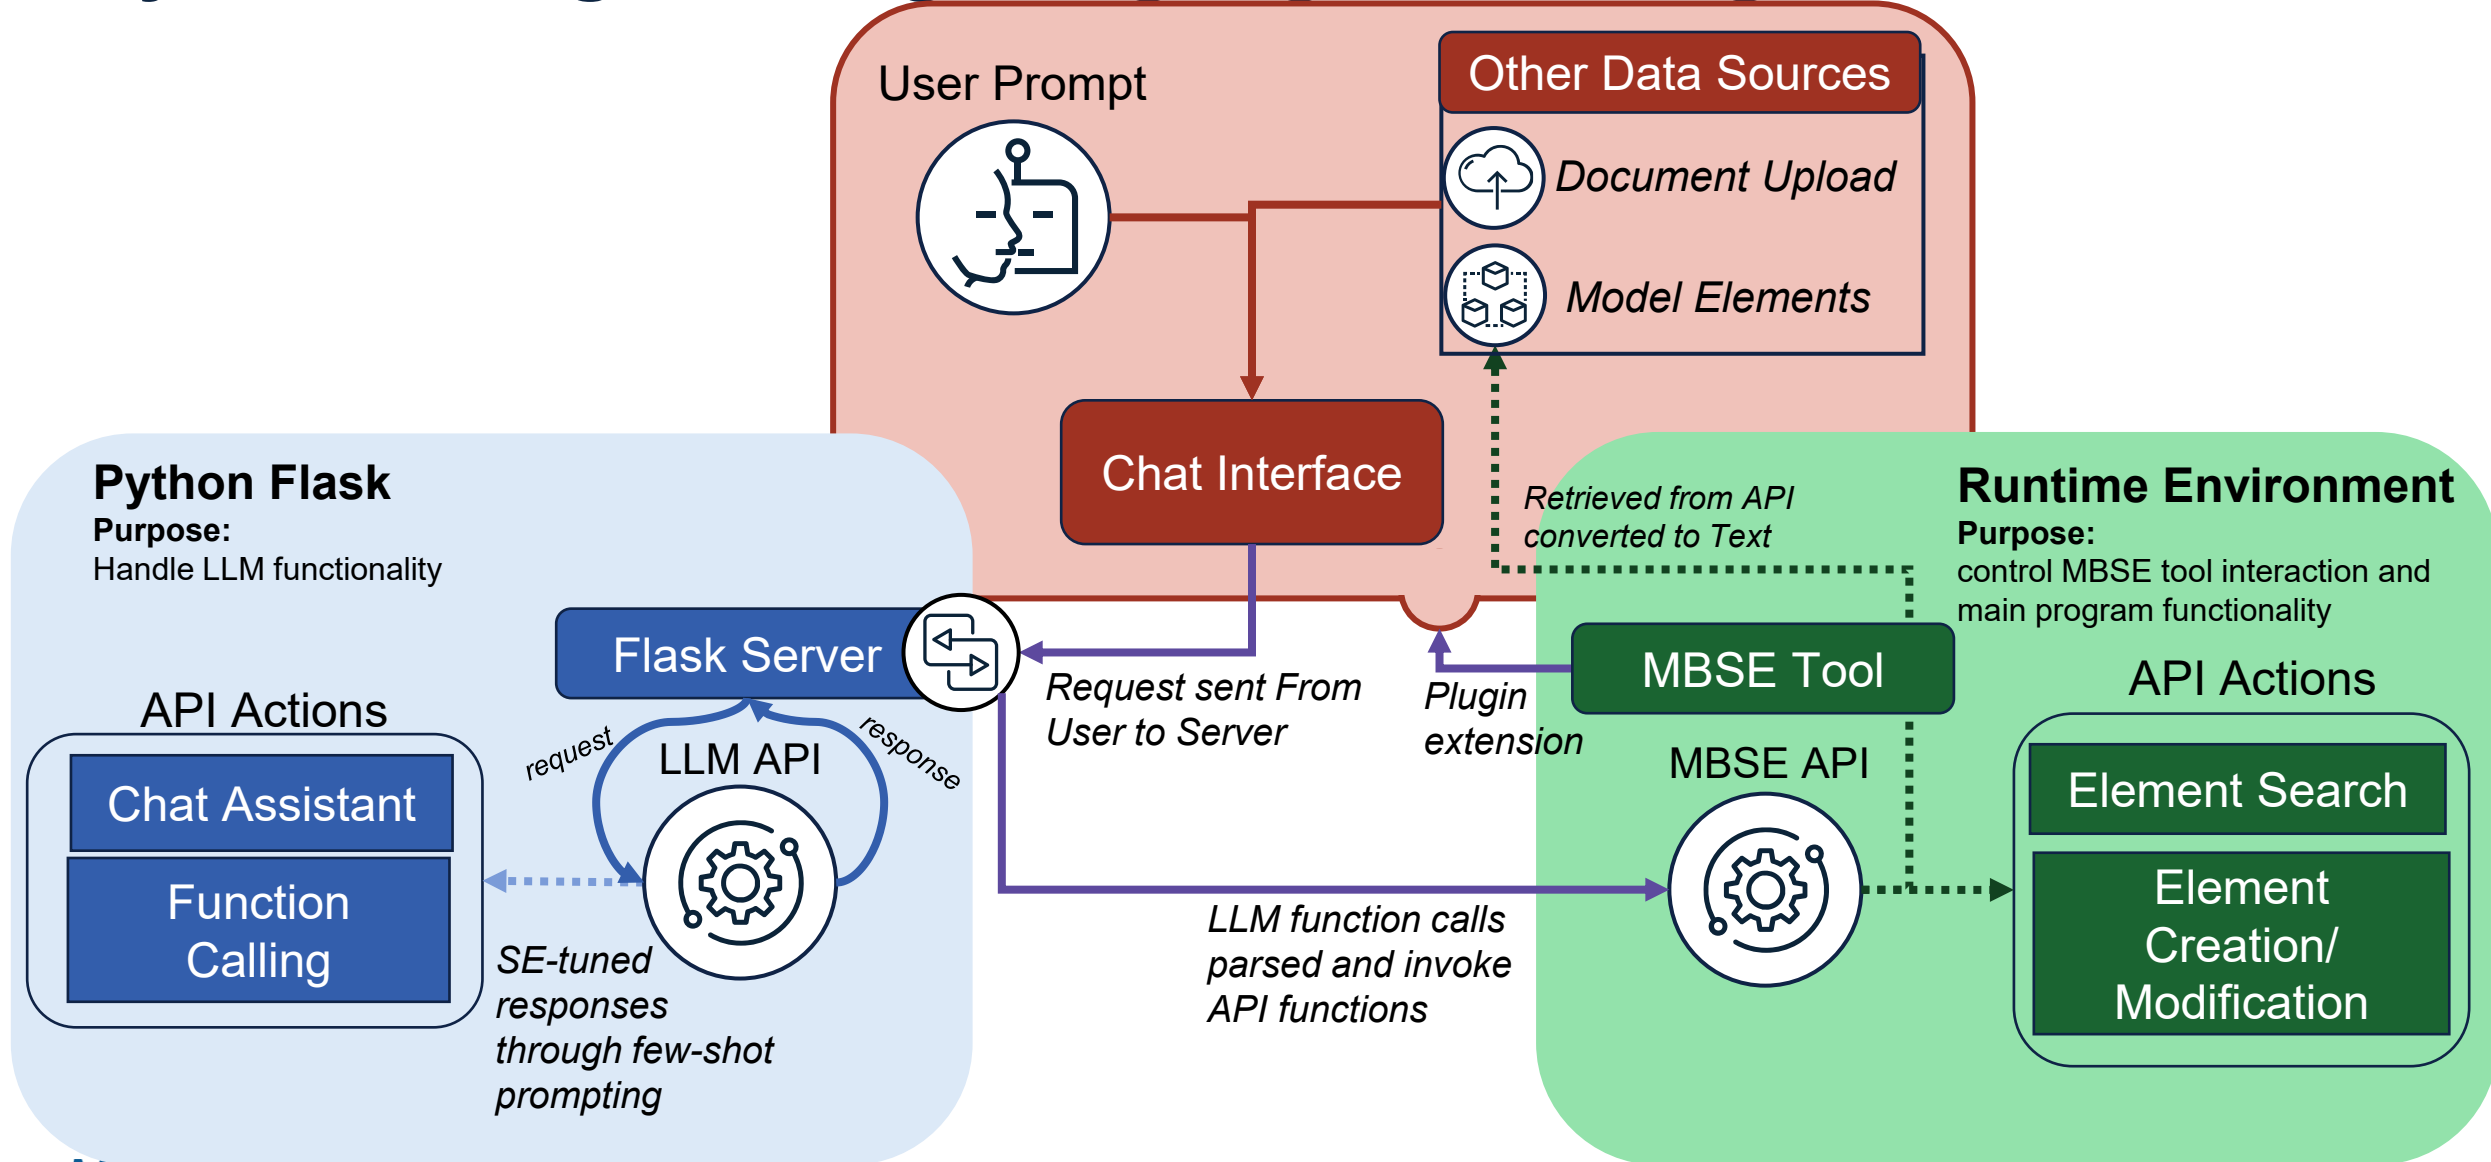 User Prompt
Other Data Sources
Document Upload
Model Elements
Chat Interface
Retrieved from API
converted to Text
Python Flask
Purpose:
Handle LLM functionality
Flask Server
API Actions
Chat Assistant
Function
Calling
request
response
LLM API
SE-tuned
responses
through few-shot
prompting
Request sent From
User to Server
Plugin
extension
LLM function calls
parsed and invoke
API functions
Runtime Environment
Purpose:
control MBSE tool interaction and
main program functionality
MBSE Tool
MBSE API
API Actions
Element Search
Element
Creation/
Modification